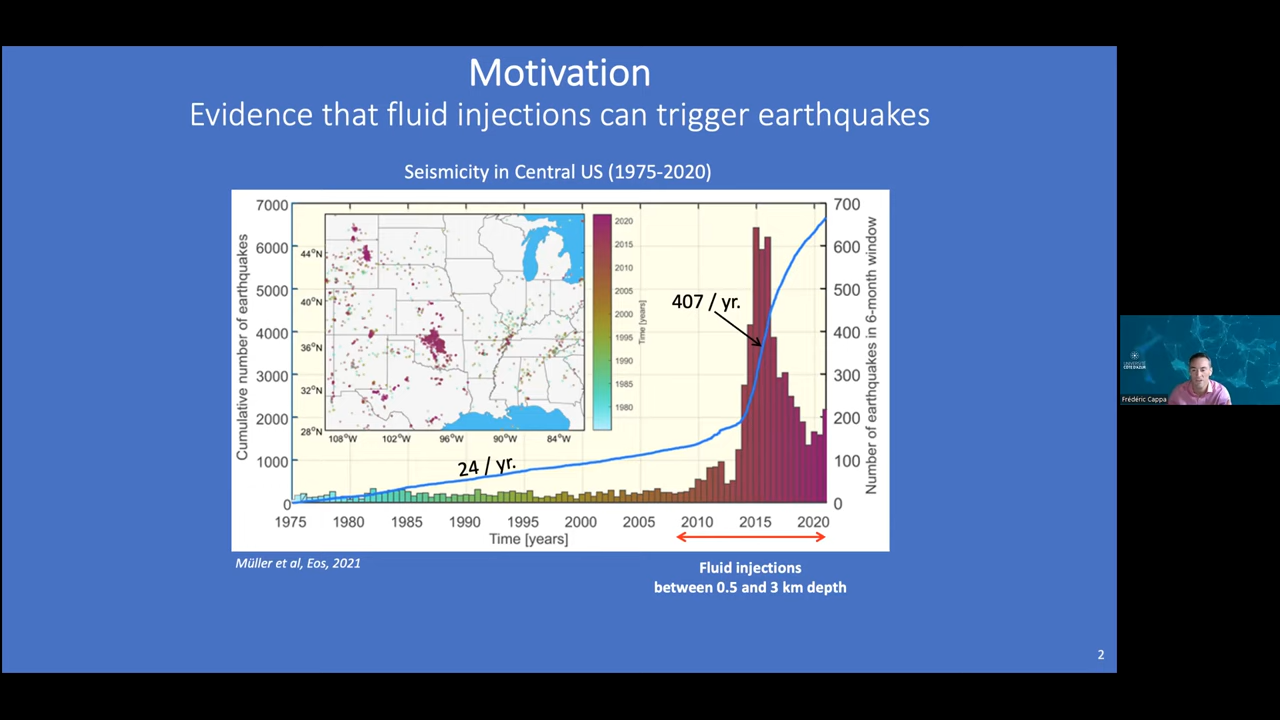 Motivation
Evidence that fluid injections can trigger earthquakes
Seismicity in Central US (1975-2020)
Cumulative number of earthquakes
7000
6000
5000
4000
3000
2000
1000
0
44°N
40°N
36°N
32°N
28°N
108°W
102°W
96°W
90°W
84°W
2020
2015
2010
2005
2000
1995
1990
1985
1980
Time [years]
24 / yr.
407 / yr.
700
600
500
400
300
200
100
0
Number of earthquakes in 6-month window
1975
1980
1985
1990
1995
2000
2005
2010
2015
2020
Time [years]
Müller et al, Eos, 2021
Fluid injections
between 0.5 and 3 km depth
2
UNIVERSITÉ
CÔTE D'AZUR
Frédéric Cappa